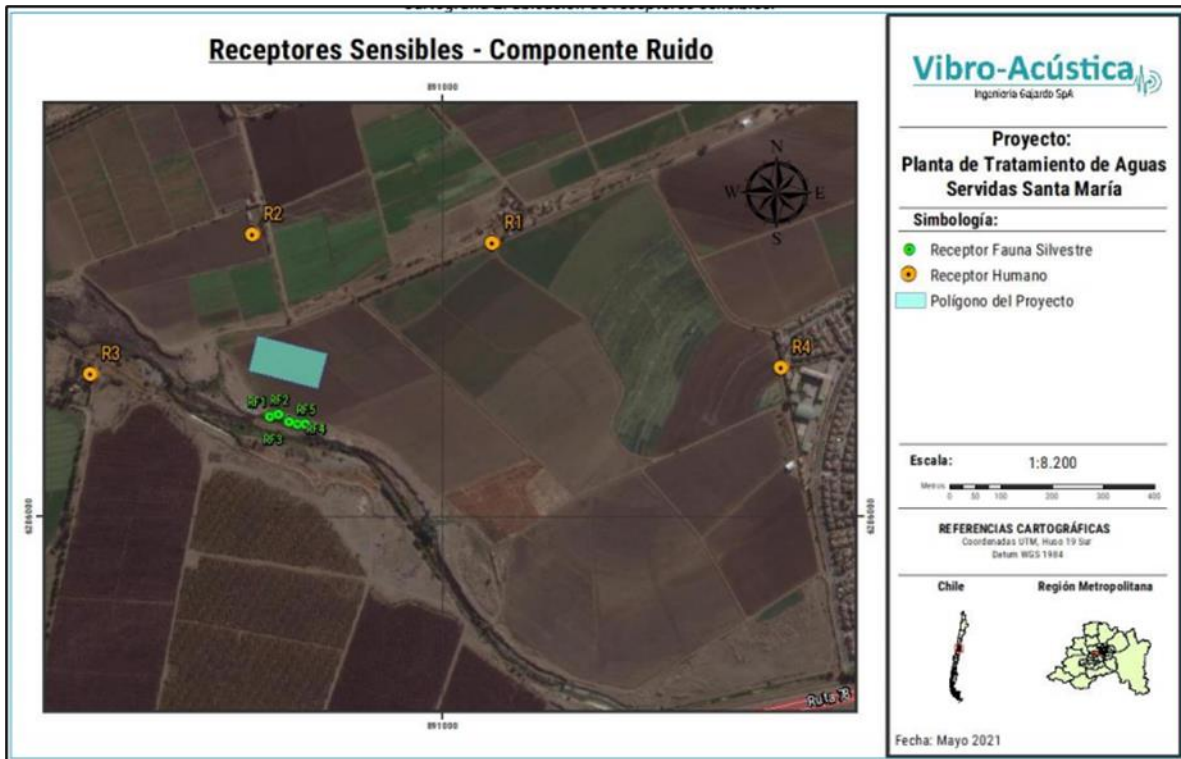 Receptores Sensibles - Componente Ruido
891000
N
W E
S
R2
R1
R3
R4
RF1 RF2
RF5
RF3
RF4
6286000
6286000
Ruta 78
891000
Vibro-Acústica
Ingeniería Gajardo SpA
Proyecto:
Planta de Tratamiento de Aguas
Servidas Santa María
Simbología:
Receptor Fauna Silvestre
Receptor Humano
Polígono del Proyecto
Escala: 1:8.200
Metros 0 50 100 200 300 400
REFERENCIAS CARTOGRÁFICAS
Coordenadas UTM, Huso 19 Sur
Datum WGS 1984
Chile Región Metropolitana
Fecha: Mayo 2021